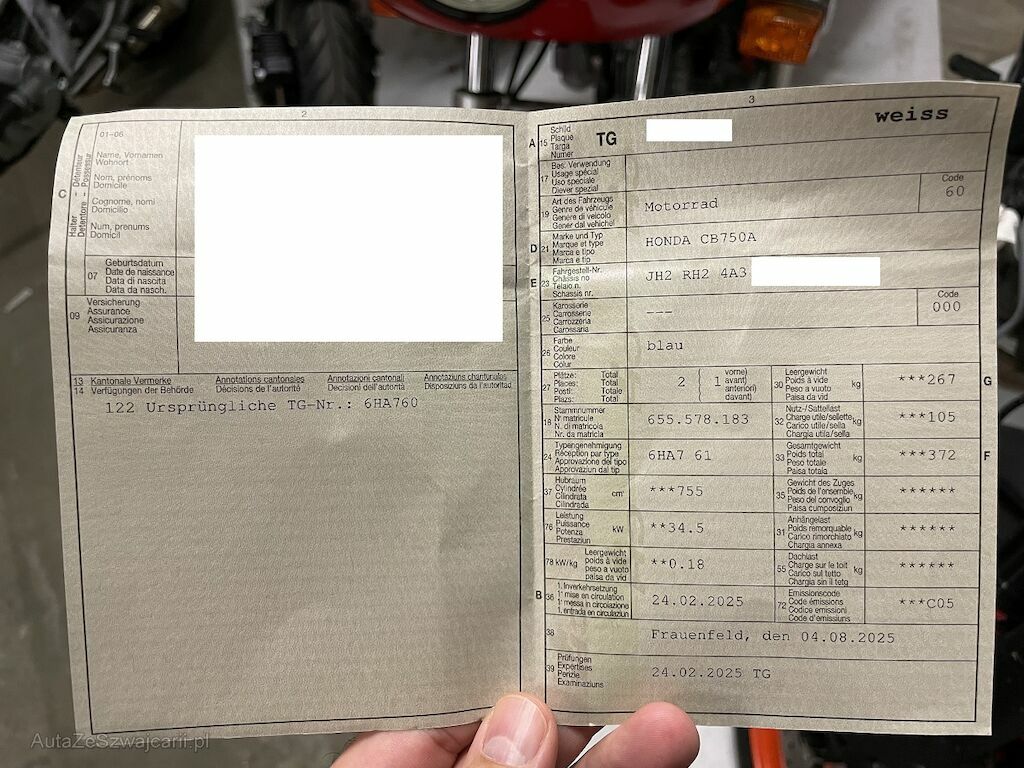 2
01-06
Name, Vornamen
Wohnort
Nom, prénoms
Domicile
Cognome, nomi
Domicilio
Num, prenums
Domicil
C
Halter - Détenteur
Detentore - Possessur
07
Geburtsdatum
Date de naissance
Data di nascita
Data da nasch.
09
Versicherung
Assurance
Assicurazione
Assicuranza
13 Kantonale Vermerke Annotations cantonales Annotazioni cantonali Annotaziuns chantunalas
14 Verfügungen der Behörde Décisions de l'autorité Decisioni dell'autorità Disposiziuns da l'autoritad
122 Ursprüngliche TG-Nr.: 6HA760
3
weiss
A 15
Schild
Plaque
Targa
Numer
TG
17
Bes. Verwendung
Usage spécial
Uso speciale
Diever spezial
19
Art des Fahrzeugs
Genre de véhicule
Genere di veicolo
Gener dal vehichel
Motorrad
Code
60
D 21
Marke und Typ
Marque et type
Marca e tipo
Marca e tip
HONDA CB750A
E 23
Fahrgestell-Nr.
Châssis no
Telaio n.
Schassis nr.
JH2 RH2 4A3
25
Karosserie
Carrosserie
Carrozzeria
Carossaria
---
Code
000
26
Farbe
Couleur
Colore
Colur
blau
27
Plätze: Total
Places: Total
Posti: Totale
Plazs: Total
2 ( 1
vorne)
avant)
anteriori)
davant)
30
Leergewicht
Poids à vide
Peso a vuoto
Paisa da vid
kg
***267
G
18
Stammnummer
N° matricule
N. di matricola
Nr. da matricla
655.578.183
32
Nutz-/Sattellast
Charge utile/sellette
Carico utile/sella
Chargia utila/sella
kg
***105
24
Typengenehmigung
Réception par type
Approvazione del tipo
Approvaziun dal tip
6HA7 61
33
Gesamtgewicht
Poids total
Peso totale
Paisa totala
kg
***372
F
37
Hubraum
Cylindrée
Cilindrata
Cilindrada
cm³
***755
35
Gewicht des Zuges
Poids de l'ensemble
Peso del convoglio
Paisa cumposiziun
kg
******
76
Leistung
Puissance
Potenza
Prestaziun
kW
**34.5
31
Anhängelast
Poids remorquable
Carico rimorchiato
Chargia annexa
kg
******
78 kW/kg
Leergewicht
poids à vide
peso a vuoto
paisa da vid
**0.18
55
Dachlast
Charge sur le toit
Carico sul tetto
Chargia sin il tetg
kg
******
B 36
1. Inverkehrsetzung
1re mise en circulation
1a messa in circolazione
1. entrada en circulaziun
24.02.2025
72
Emissionscode
Code émissions
Codice emissioni
Code d'emissiuns
***C05
38
Frauenfeld, den 04.08.2025
39
Prüfungen
Expertises
Perizie
Examinaziuns
24.02.2025 TG
AutaZeSzwajcarii.pl